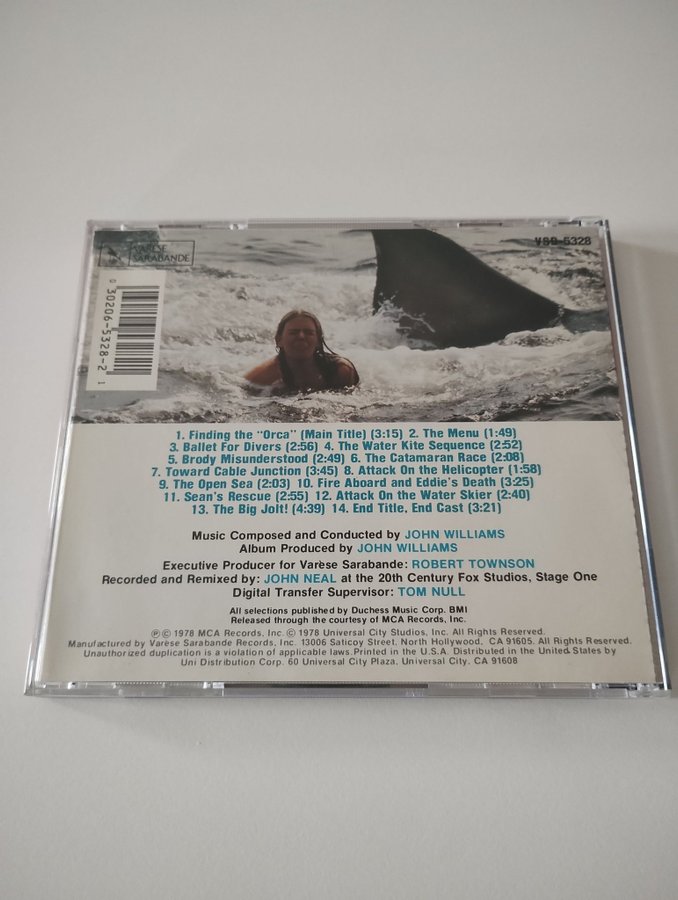 VARÈSE
SARABANDE
VSD-5328
0 30206-5328-2 1
1. Finding the "Orca" (Main Title) (3:15) 2. The Menu (1:49)
3. Ballet For Divers (2:56) 4. The Water Kite Sequence (2:52)
5. Brody Misunderstood (2:49) 6. The Catamaran Race (2:08)
7. Toward Cable Junction (3:45) 8. Attack On the Helicopter (1:58)
9. The Open Sea (2:03) 10. Fire Aboard and Eddie's Death (3:25)
11. Sean's Rescue (2:55) 12. Attack On the Water Skier (2:40)
13. The Big Jolt! (4:39) 14. End Title, End Cast (3:21)
Music Composed and Conducted by JOHN WILLIAMS
Album Produced by JOHN WILLIAMS
Executive Producer for Varèse Sarabande: ROBERT TOWNSON
Recorded and Remixed by: JOHN NEAL at the 20th Century Fox Studios, Stage One
Digital Transfer Supervisor: TOM NULL
All selections published by Duchess Music Corp. BMI
Released through the courtesy of MCA Records, Inc.
℗© 1978 MCA Records, Inc. © 1978 Universal City Studios, Inc. All Rights Reserved.
Manufactured by Varèse Sarabande Records, Inc. 13006 Saticoy Street, North Hollywood, CA 91605. All Rights Reserved.
Unauthorized duplication is a violation of applicable laws. Printed in the U.S.A. Distributed in the United States by
Uni Distribution Corp. 60 Universal City Plaza, Universal City, CA 91608